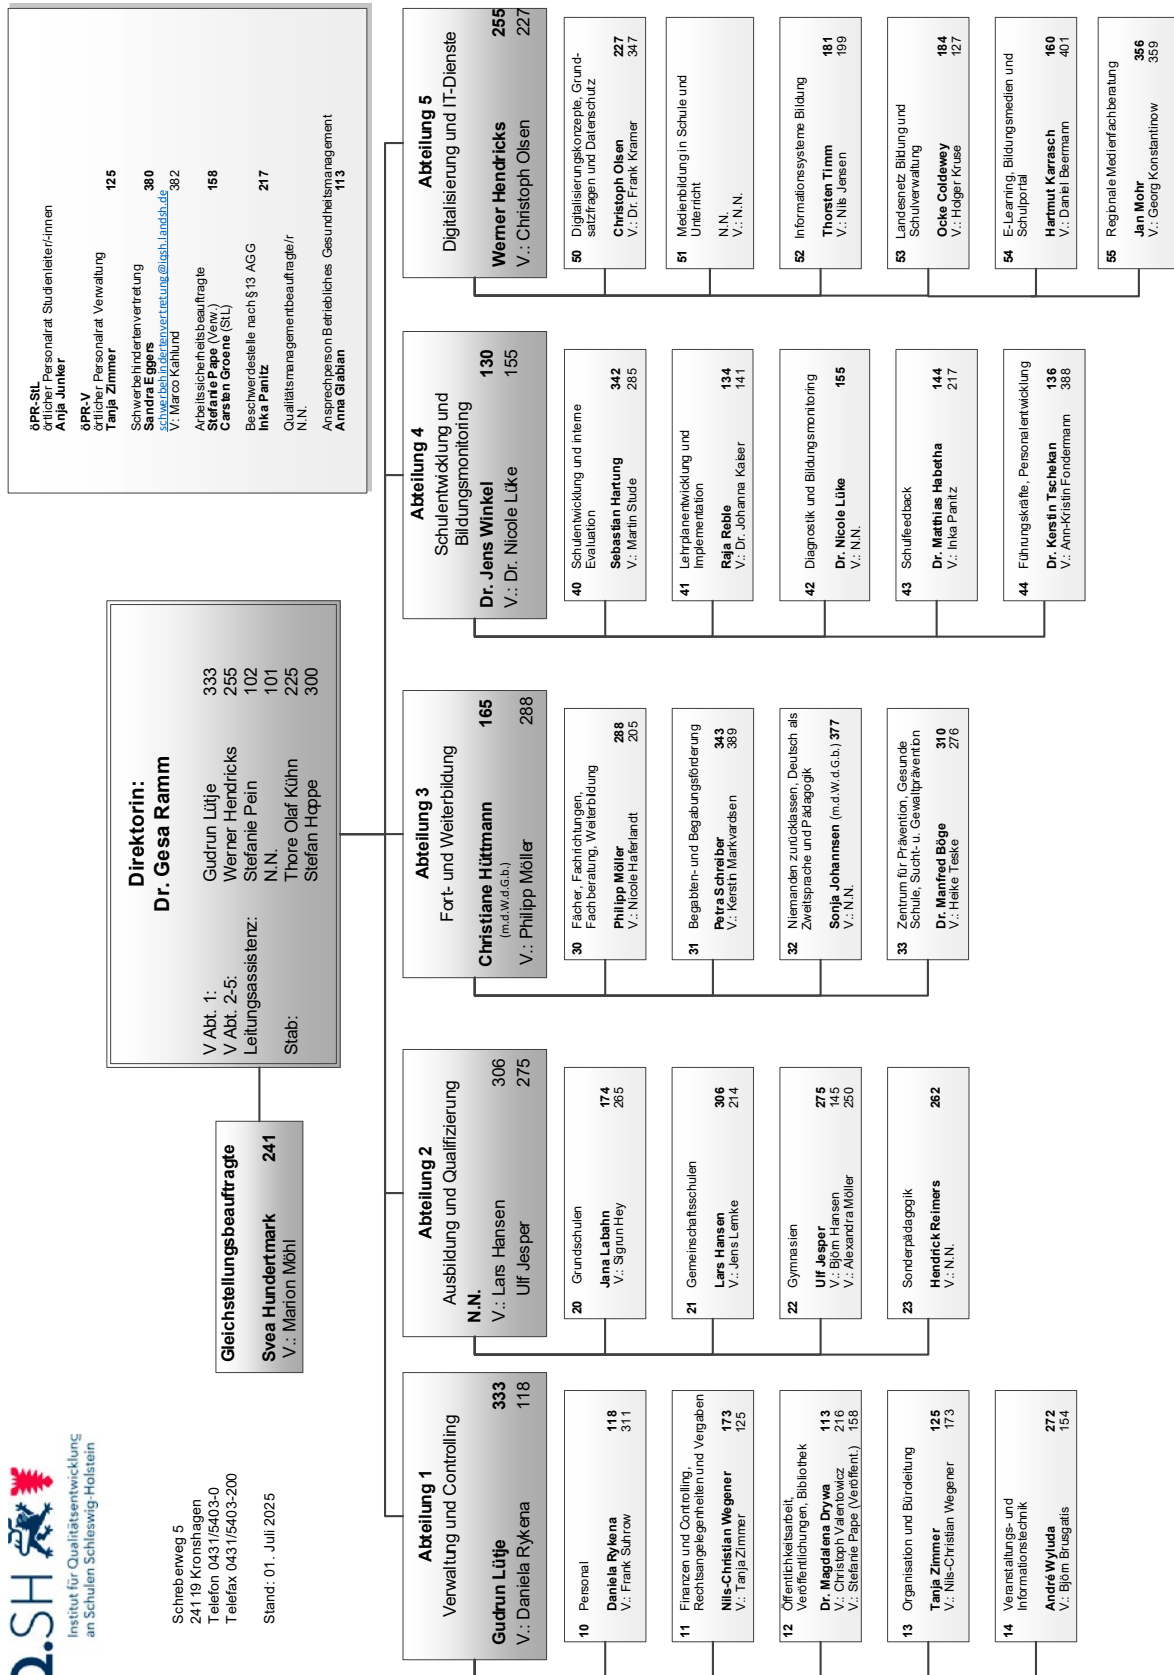 Q.SH
Institut für Qualitätsentwicklung
an Schulen Schleswig-Holstein
Schreberweg 5
24119 Kronshagen
Telefon 0431/5403-0
Telefax 0431/5403-200
Stand: 01. Juli 2025
Gleichstellungsbeauftragte
Svea Hundertmark 241
V.: Marion Möhl
Direktorin:
Dr. Gesa Ramm
V Abt. 1: Gudrun Lütje 333
V Abt. 2-5: Werner Hendricks 255
Leitungsassistenz: Stefanie Pein 102
N.N. 101
Stab: Thore Olaf Kühn 225
Stefan Hoppe 300
öPR-StL
örtlicher Personalrat Studienleiter/-innen
Anja Junker
öPR-V
örtlicher Personalrat Verwaltung
Tanja Zimmer 125
Schwerbehindertenvertretung
Sandra Eggers 380
schwerbehindertenvertretung@iqsh.landsh.de
V.: Marco Kahlund 382
Arbeitssicherheitsbeauftragte
Stefanie Pape (Verw.) 158
Carsten Groene (StL)
Beschwerdestelle nach § 13 AGG
Inka Panitz 217
Qualitätsmanagementbeauftragte/r
N.N.
Ansprechperson Betriebliches Gesundheitsmanagement
Anna Glabian 113
Abteilung 1
Verwaltung und Controlling
Gudrun Lütje 333
V.: Daniela Rykena 118
10 Personal
Daniela Rykena 118
V.: Frank Suhrow 311
11 Finanzen und Controlling,
Rechtsangelegenheiten und Vergaben
Nils-Christian Wegener 173
V.: Tanja Zimmer 125
12 Öffentlichkeitsarbeit,
Veröffentlichungen, Bibliothek
Dr. Magdalena Drywa 113
V.: Christoph Valentowicz 216
V.: Stefanie Pape (Veröffent.) 158
13 Organisation und Büroleitung
Tanja Zimmer 125
V.: Nils-Christian Wegener 173
14 Veranstaltungs- und
Informationstechnik
André Wyluda 272
V.: Björn Brusgatis 154
Abteilung 2
Ausbildung und Qualifizierung
N.N.
V.: Lars Hansen 306
Ulf Jesper 275
20 Grundschulen
Jana Labahn 174
V.: Sigrun Hey 265
21 Gemeinschaftsschulen
Lars Hansen 306
V.: Jens Lemke 214
22 Gymnasien
Ulf Jesper 275
V.: Björn Hansen 145
V.: Alexandra Möller 250
23 Sonderpädagogik
Hendrick Reimers 262
V.: N.N.
Abteilung 3
Fort- und Weiterbildung
Christiane Hüttmann 165
(m.d.W.d.G.b.)
V.: Philipp Möller 288
30 Fächer, Fachrichtungen,
Fachberatung, Weiterbildung
Philipp Möller 288
V.: Nicole Haferlandt 205
31 Begabten- und Begabungsförderung
Petra Schreiber 343
V.: Kerstin Markvardsen 389
32 Niemanden zurücklassen, Deutsch als
Zweitsprache und Pädagogik
Sonja Johannsen (m.d.W.d.G.b.) 377
V.: N.N.
33 Zentrum für Prävention, Gesunde
Schule, Sucht- u. Gewaltprävention
Dr. Manfred Böge 310
V.: Heike Teske 276
Abteilung 4
Schulentwicklung und
Bildungsmonitoring
Dr. Jens Winkel 130
V.: Dr. Nicole Lüke 155
40 Schulentwicklung und interne
Evaluation
Sebastian Hartung 342
V.: Martin Stude 285
41 Lehrplanentwicklung und
Implementation
Raja Reble 134
V.: Dr. Johanna Kaiser 141
42 Diagnostik und Bildungsmonitoring
Dr. Nicole Lüke 155
V.: N.N.
43 Schulfeedback
Dr. Matthias Habetha 144
V.: Inka Panitz 217
44 Führungskräfte, Personalentwicklung
Dr. Kerstin Tschekan 136
V.: Ann-Kristin Fondermann 388
Abteilung 5
Digitalisierung und IT-Dienste
Werner Hendricks 255
V.: Christoph Olsen 227
50 Digitalisierungskonzepte, Grund-
satzfragen und Datenschutz
Christoph Olsen 227
V.: Dr. Frank Kramer 347
51 Medienbildung in Schule und
Unterricht
N.N.
V.: N.N.
52 Informationssysteme Bildung
Thorsten Timm 181
V.: Nils Jensen 199
53 Landesnetz Bildung und
Schulverwaltung
Ocke Coldewey 184
V.: Holger Kruse 127
54 E-Learning, Bildungsmedien und
Schulportal
Hartmut Karrasch 160
V.: Daniel Beermann 401
55 Regionale Medienfachberatung
Jan Mohr 356
V.: Georg Konstantinow 359